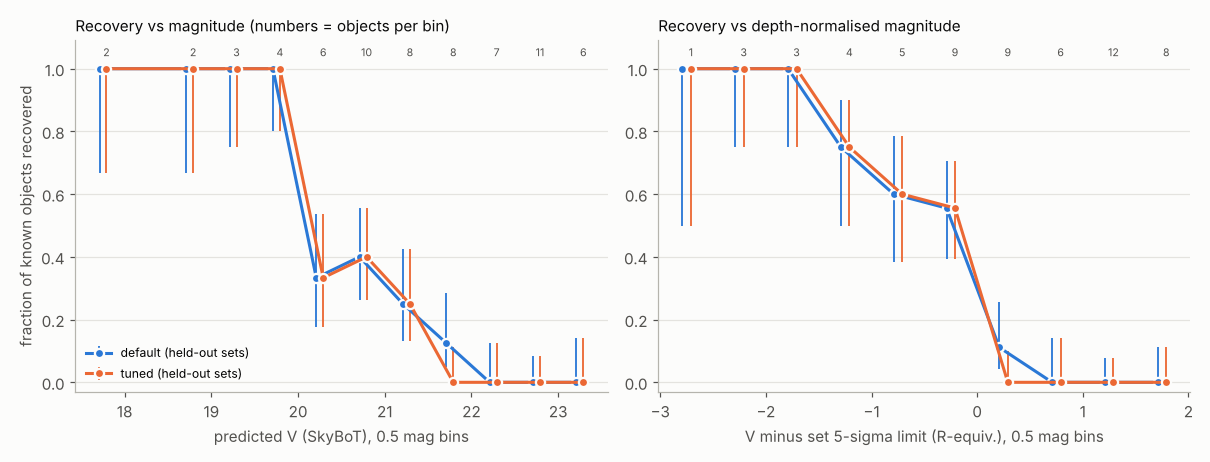 Recovery vs magnitude (numbers = objects per bin)
2 2 3 4 6 10 8 8 7 11 6
1.0
0.8
0.6
0.4
0.2
0.0
fraction of known objects recovered
default (held-out sets)
tuned (held-out sets)
18 19 20 21 22 23
predicted V (SkyBoT), 0.5 mag bins
Recovery vs depth-normalised magnitude
1 3 3 4 5 9 9 6 12 8
1.0
0.8
0.6
0.4
0.2
0.0
−3 −2 −1 0 1 2
V minus set 5-sigma limit (R-equiv.), 0.5 mag bins